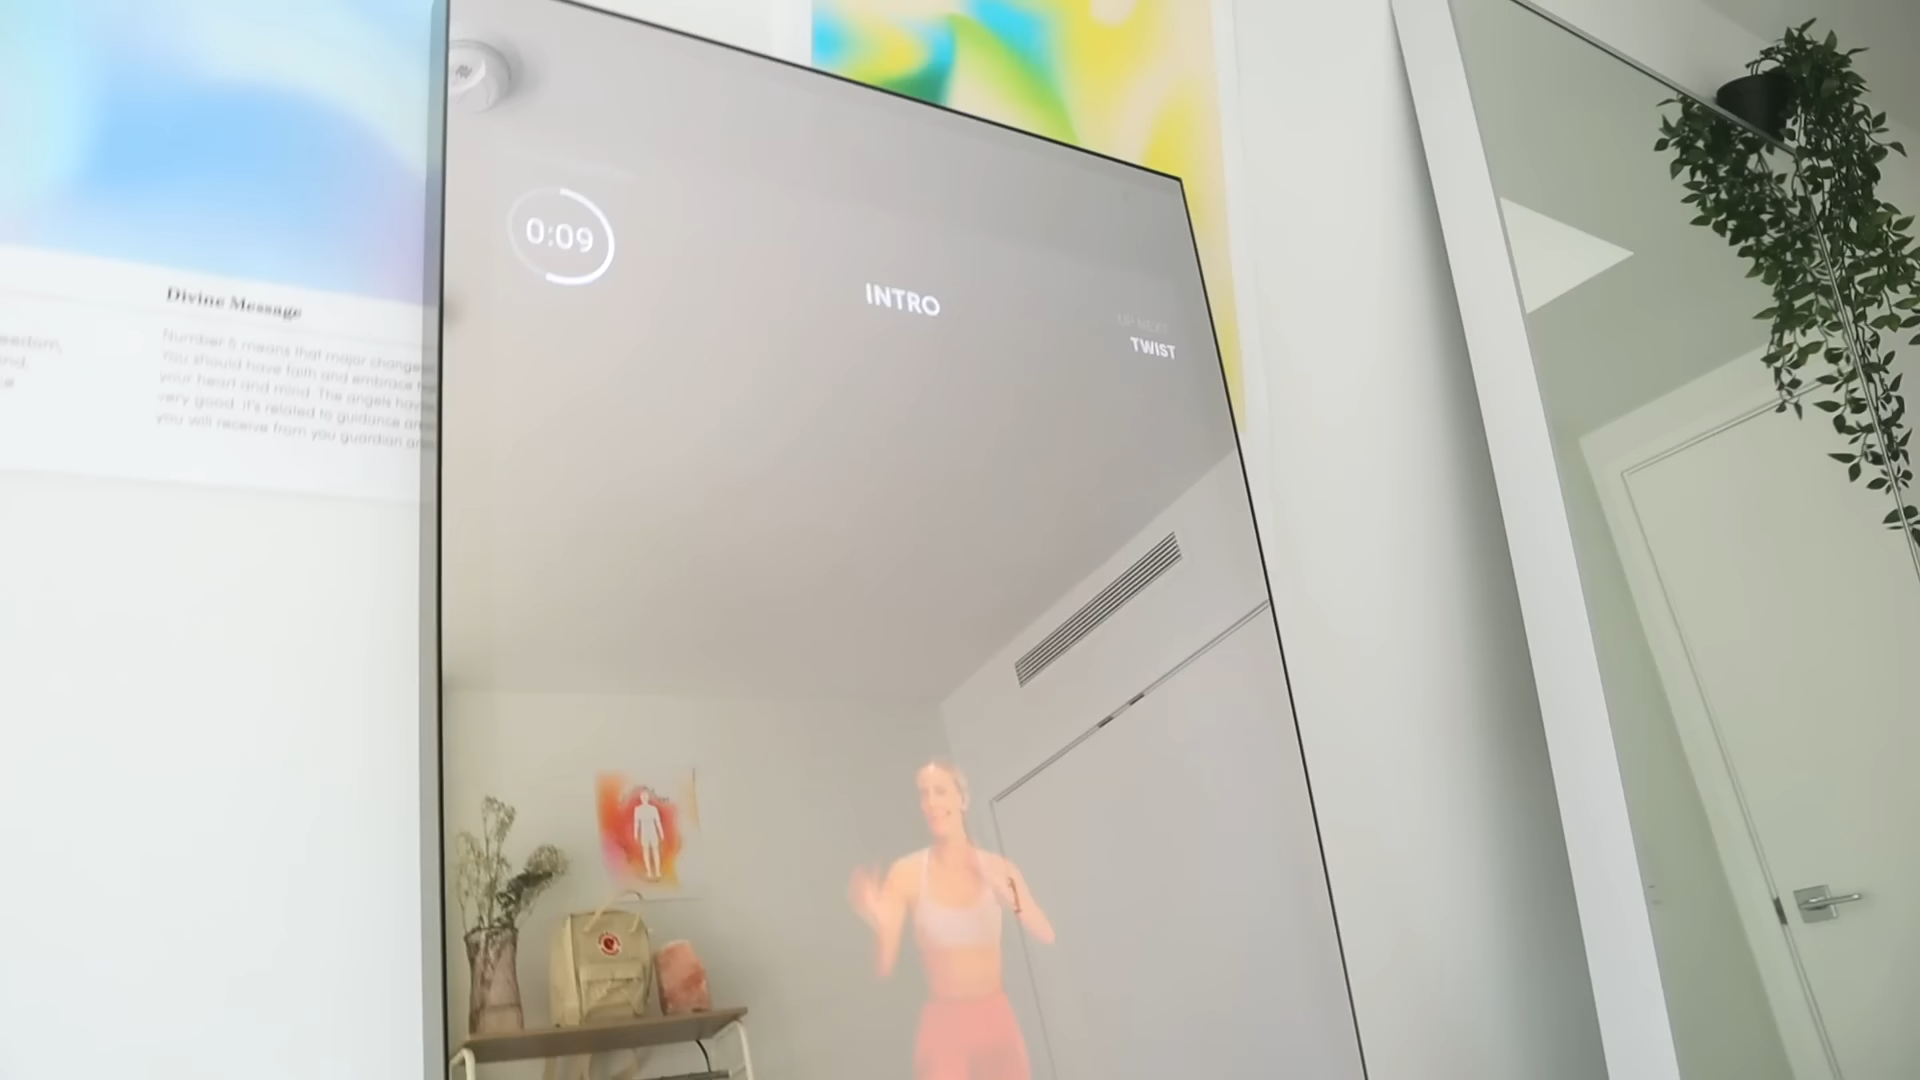 0:09
INTRO
UP NEXT
TWIST
Divine Message
eedom,
Number 5 means that major changes
You should have faith and embrace
your heart and mind. The angels have
very good. It's related to guidance
you will receive from you guardian